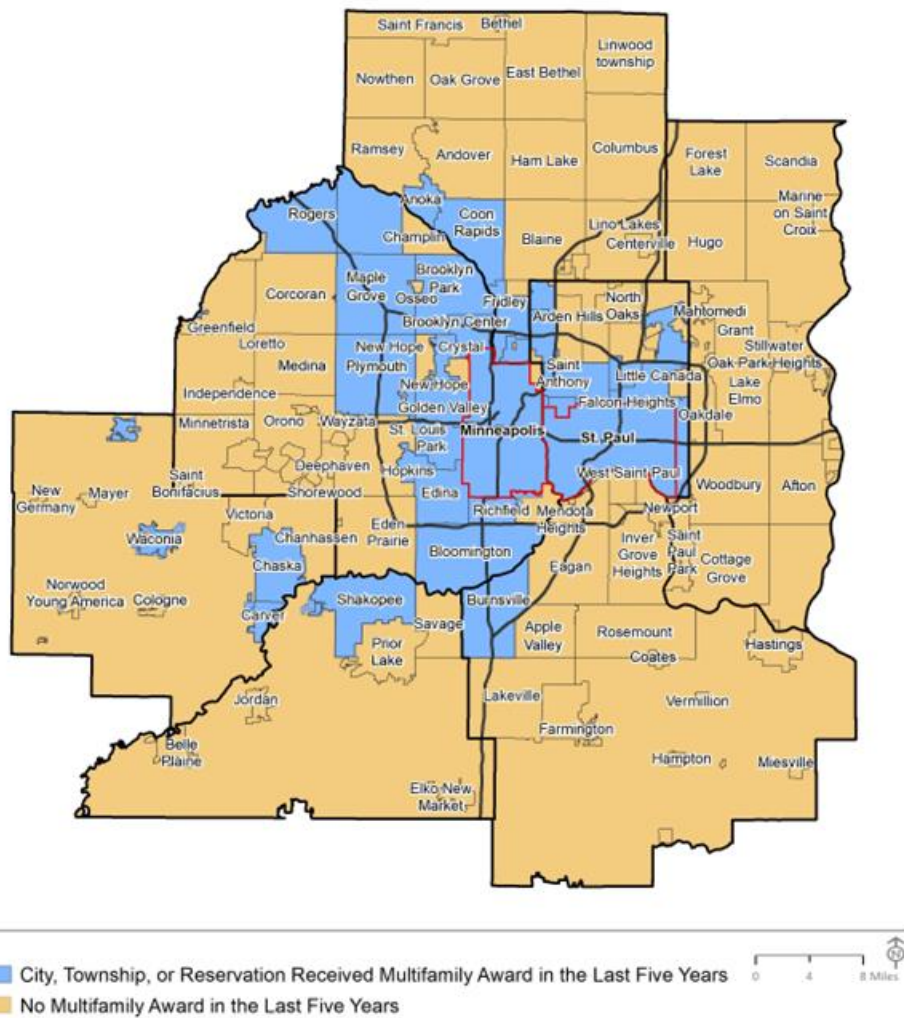 Saint Francis
Bethel
Linwood
township
Nowthen
Oak Grove
East Bethel
Ramsey
Andover
Ham Lake
Columbus
Forest
Lake
Scandia
Marine
on Saint
Croix
Rogers
Anoka
Coon
Rapids
Champlin
Blaine
Lino Lakes
Centerville
Hugo
Corcoran
Maple
Grove
Brooklyn
Park
Osseo
Fridley
Arden Hills
North
Oaks
Mahtomedi
Grant
Greenfield
Brooklyn Center
Stillwater
Loretto
Medina
New Hope
Crystal
Plymouth
Saint
Anthony
Little Canada
Oak Park Heights
Lake
Elmo
Independence
New Hope
Golden Valley
Falcon Heights
Oakdale
Minnetrista
Orono
Wayzata
St. Louis
Park
Minneapolis
St. Paul
Deephaven
Hopkins
West Saint Paul
Woodbury
Afton
New
Germany
Mayer
Saint
Bonifacius
Shorewood
Edina
Richfield
Mendota
Heights
Newport
Victoria
Waconia
Chanhassen
Eden
Prairie
Bloomington
Inver
Grove
Heights
Saint
Paul
Park
Cottage
Grove
Chaska
Eagan
Norwood
Young America
Cologne
Carver
Shakopee
Savage
Burnsville
Apple
Valley
Rosemount
Coates
Hastings
Prior
Lake
Jordan
Lakeville
Vermillion
Farmington
Belle
Plaine
Hampton
Miesville
Elko New
Market
City, Township, or Reservation Received Multifamily Award in the Last Five Years
No Multifamily Award in the Last Five Years
0 4 8 Miles
N